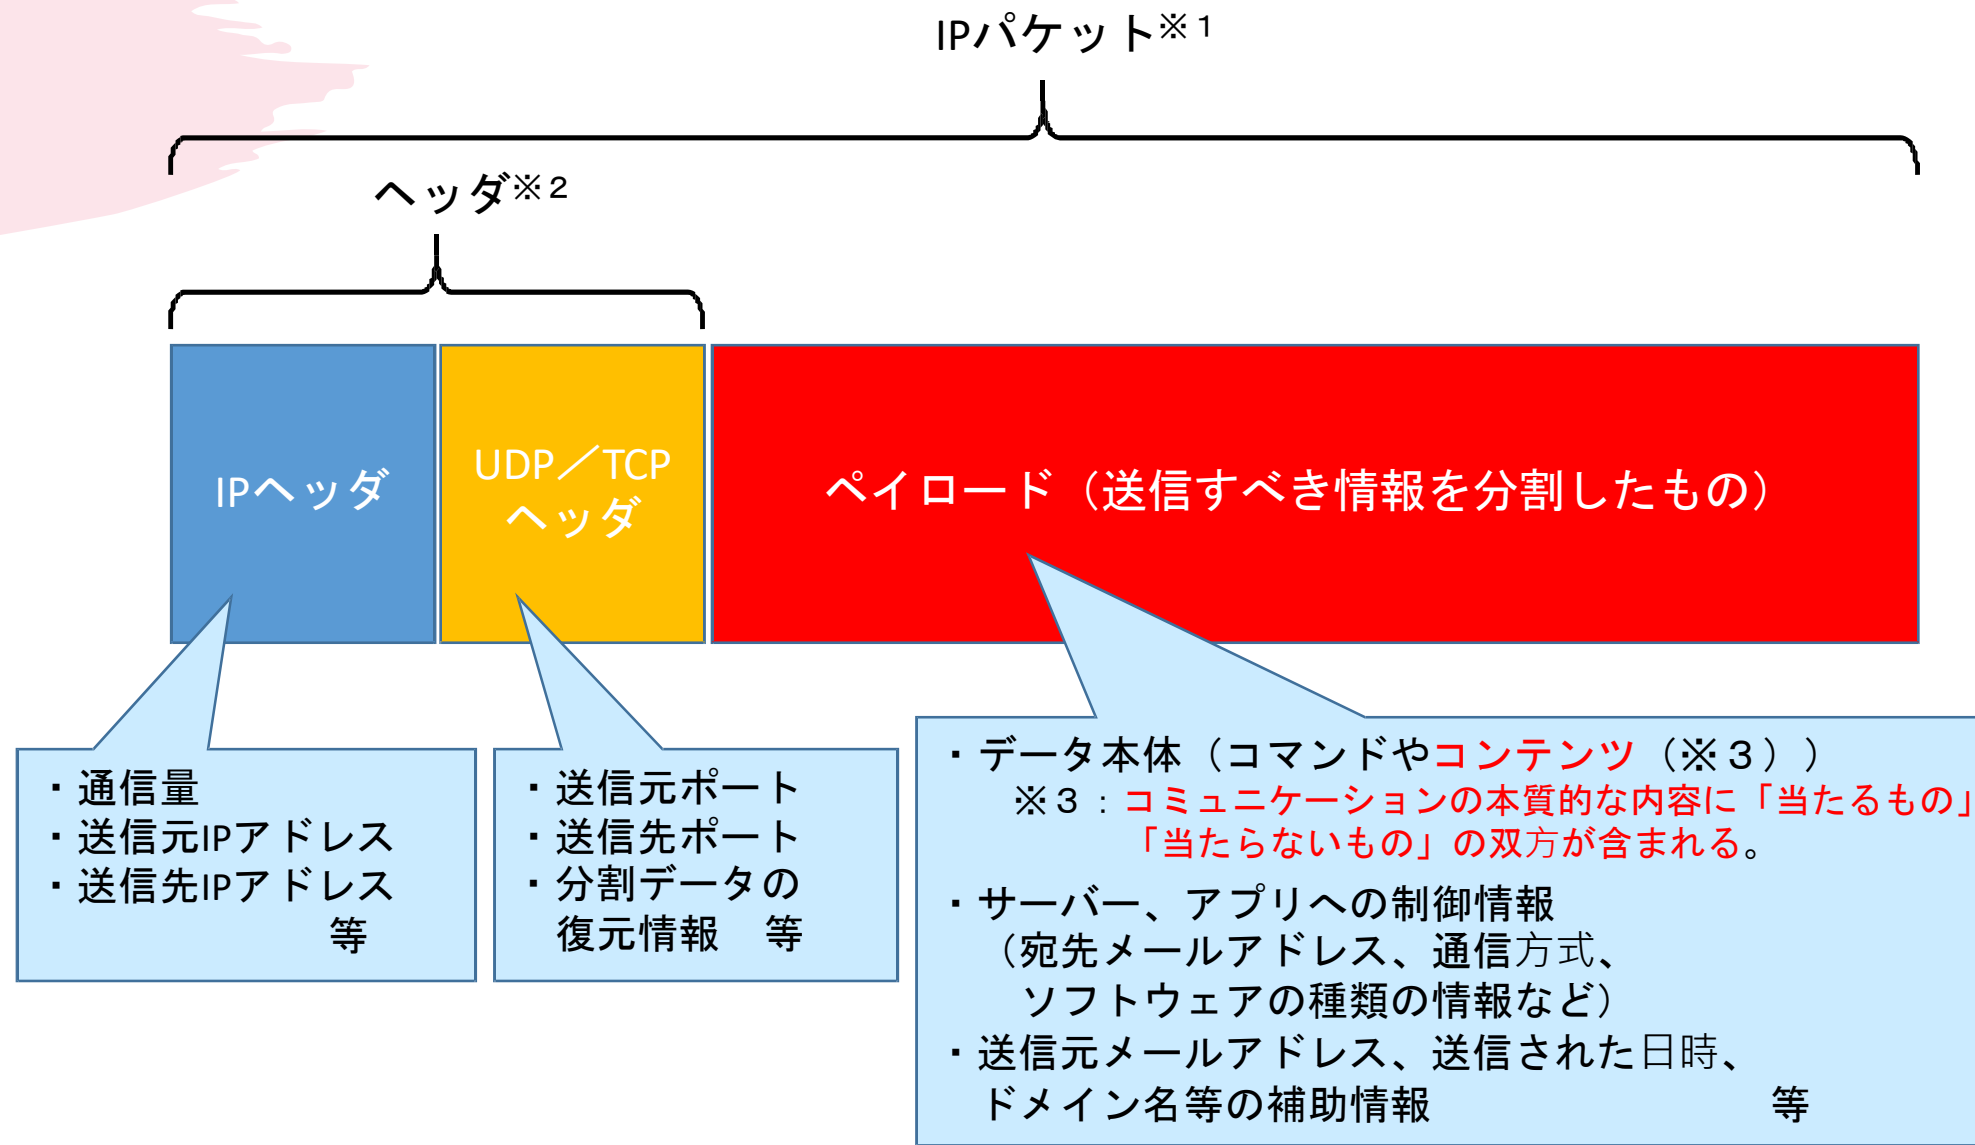 IPパケット※1
ヘッダ※2
IPヘッダ
UDP／TCP
ヘッダ
ペイロード（送信すべき情報を分割したもの）
・通信量
・送信元IPアドレス
・送信先IPアドレス
等
・送信元ポート
・送信先ポート
・分割データの
復元情報　等
・データ本体（コマンドやコンテンツ（※３））
※３：コミュニケーションの本質的な内容に「当たるもの」
「当たらないもの」の双方が含まれる。
・サーバー、アプリへの制御情報
（宛先メールアドレス、通信方式、
ソフトウェアの種類の情報など）
・送信元メールアドレス、送信された日時、
ドメイン名等の補助情報　等